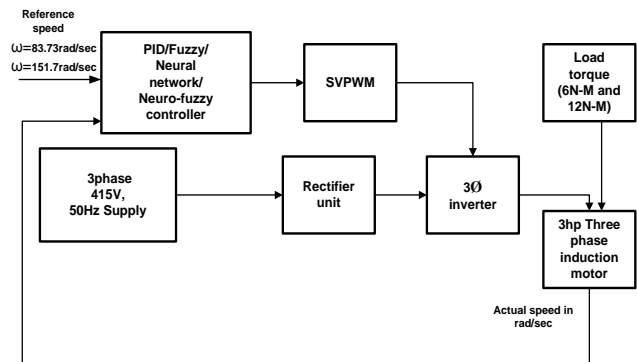 Reference
speed
ω=83.73rad/sec
ω=151.7rad/sec
PID/Fuzzy/
Neural
network/
Neuro-fuzzy
controller
SVPWM
Load
torque
(6N-M and
12N-M)
3phase
415V,
50Hz Supply
Rectifier
unit
3Ø
inverter
3hp Three
phase
induction
motor
Actual speed in
rad/sec